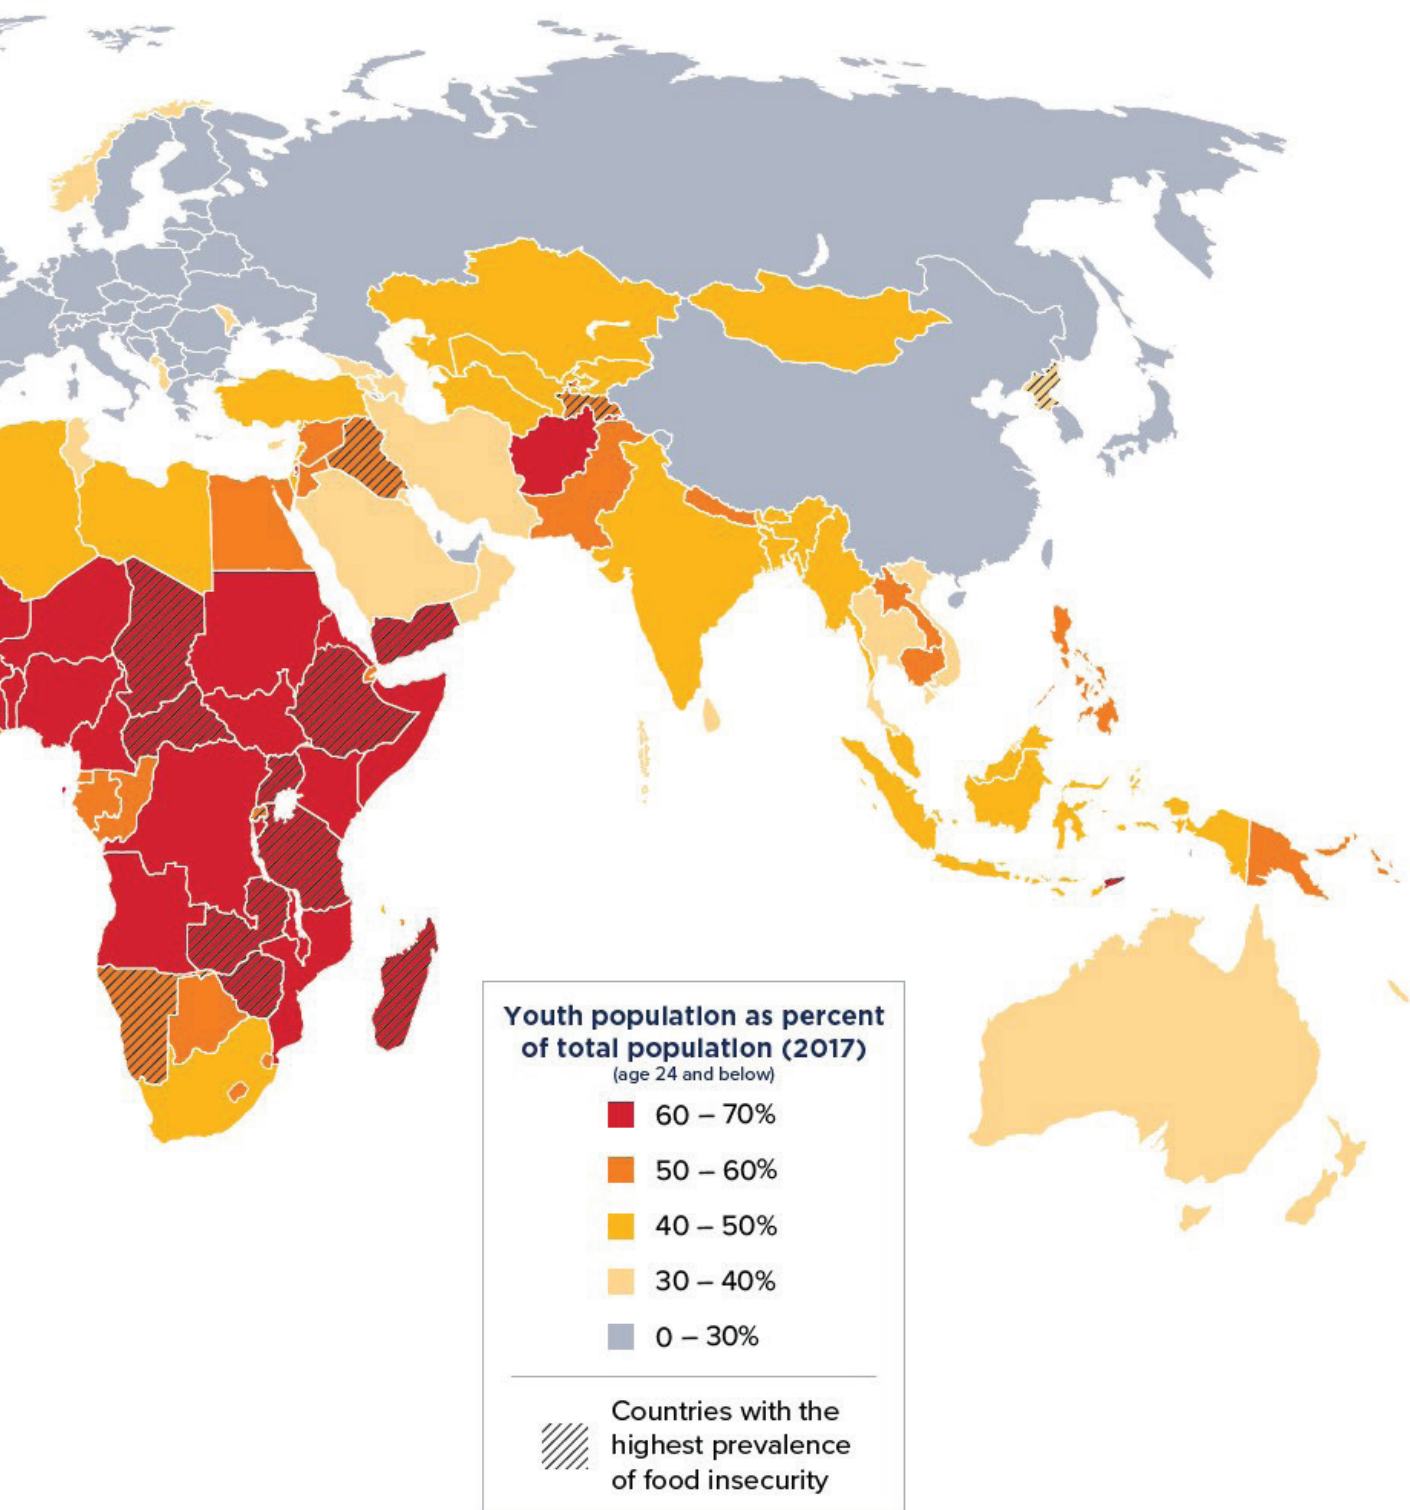 Youth population as percent
of total population (2017)
(age 24 and below)
60 – 70%
50 – 60%
40 – 50%
30 – 40%
0 – 30%
Countries with the
highest prevalence
of food insecurity